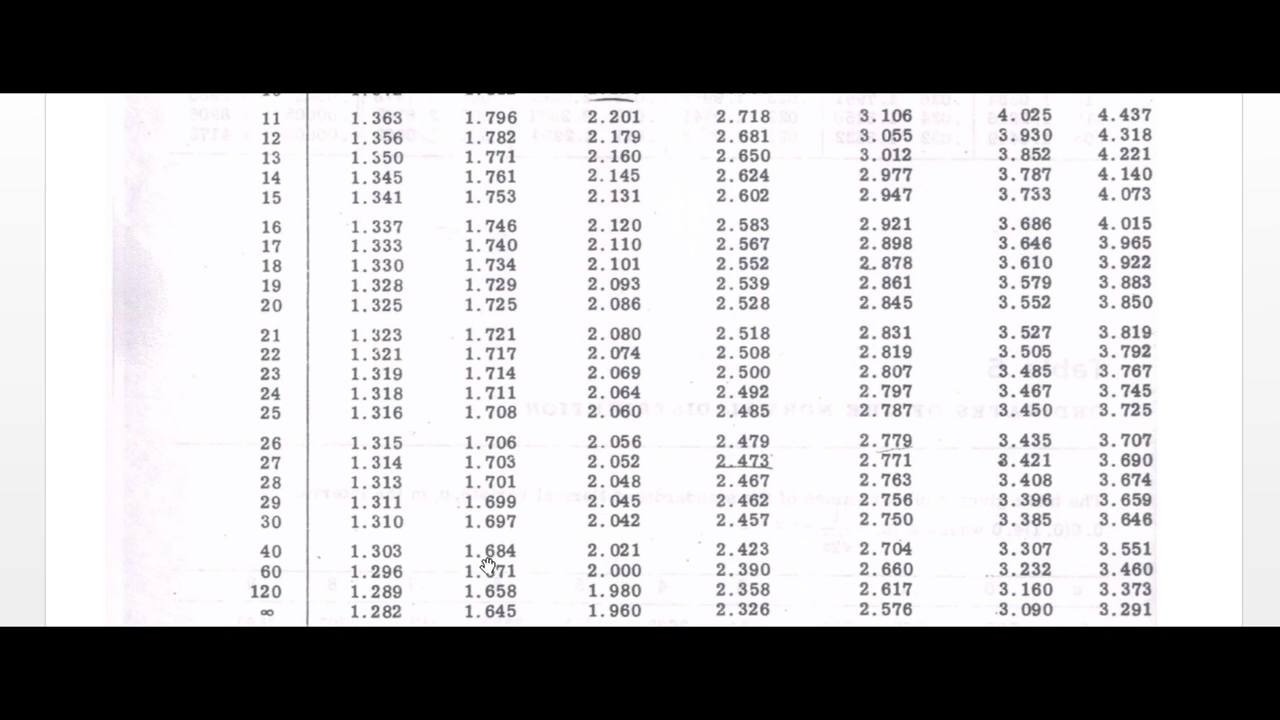 11 1.363 1.796 2.201 2.718 3.106 4.025 4.437
12 1.356 1.782 2.179 2.681 3.055 3.930 4.318
13 1.350 1.771 2.160 2.650 3.012 3.852 4.221
14 1.345 1.761 2.145 2.624 2.977 3.787 4.140
15 1.341 1.753 2.131 2.602 2.947 3.733 4.073
16 1.337 1.746 2.120 2.583 2.921 3.686 4.015
17 1.333 1.740 2.110 2.567 2.898 3.646 3.965
18 1.330 1.734 2.101 2.552 2.878 3.610 3.922
19 1.328 1.729 2.093 2.539 2.861 3.579 3.883
20 1.325 1.725 2.086 2.528 2.845 3.552 3.850
21 1.323 1.721 2.080 2.518 2.831 3.527 3.819
22 1.321 1.717 2.074 2.508 2.819 3.505 3.792
23 1.319 1.714 2.069 2.500 2.807 3.485 3.767
24 1.318 1.711 2.064 2.492 2.797 3.467 3.745
25 1.316 1.708 2.060 2.485 2.787 3.450 3.725
26 1.315 1.706 2.056 2.479 2.779 3.435 3.707
27 1.314 1.703 2.052 2.473 2.771 3.421 3.690
28 1.313 1.701 2.048 2.467 2.763 3.408 3.674
29 1.311 1.699 2.045 2.462 2.756 3.396 3.659
30 1.310 1.697 2.042 2.457 2.750 3.385 3.646
40 1.303 1.684 2.021 2.423 2.704 3.307 3.551
60 1.296 2.000 2.390 2.660 3.232 3.460
120 1.289 1.658 1.980 2.358 2.617 3.160 3.373
∞ 1.282 1.645 1.960 2.326 2.576 3.090 3.291